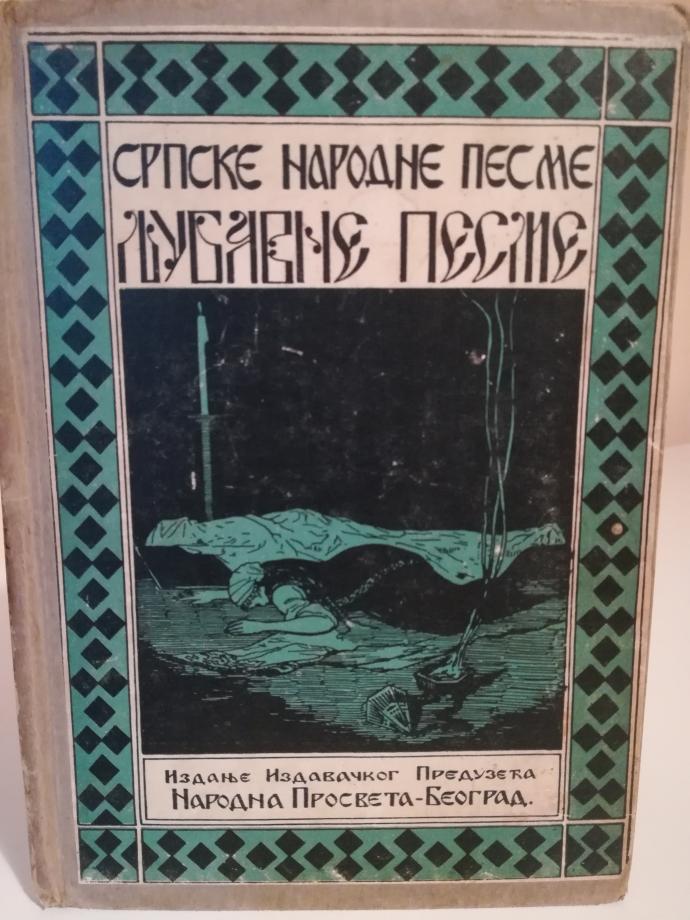 СРПСКЕ НАРОДНЕ ПЕСМЕ
ЉУБАВНЕ ПЕСМЕ
ИЗДАЊЕ ИЗДАВАЧКОГ ПРЕДУЗЕЋА
НАРОДНА ПРОСВЕТА-БЕОГРАД.